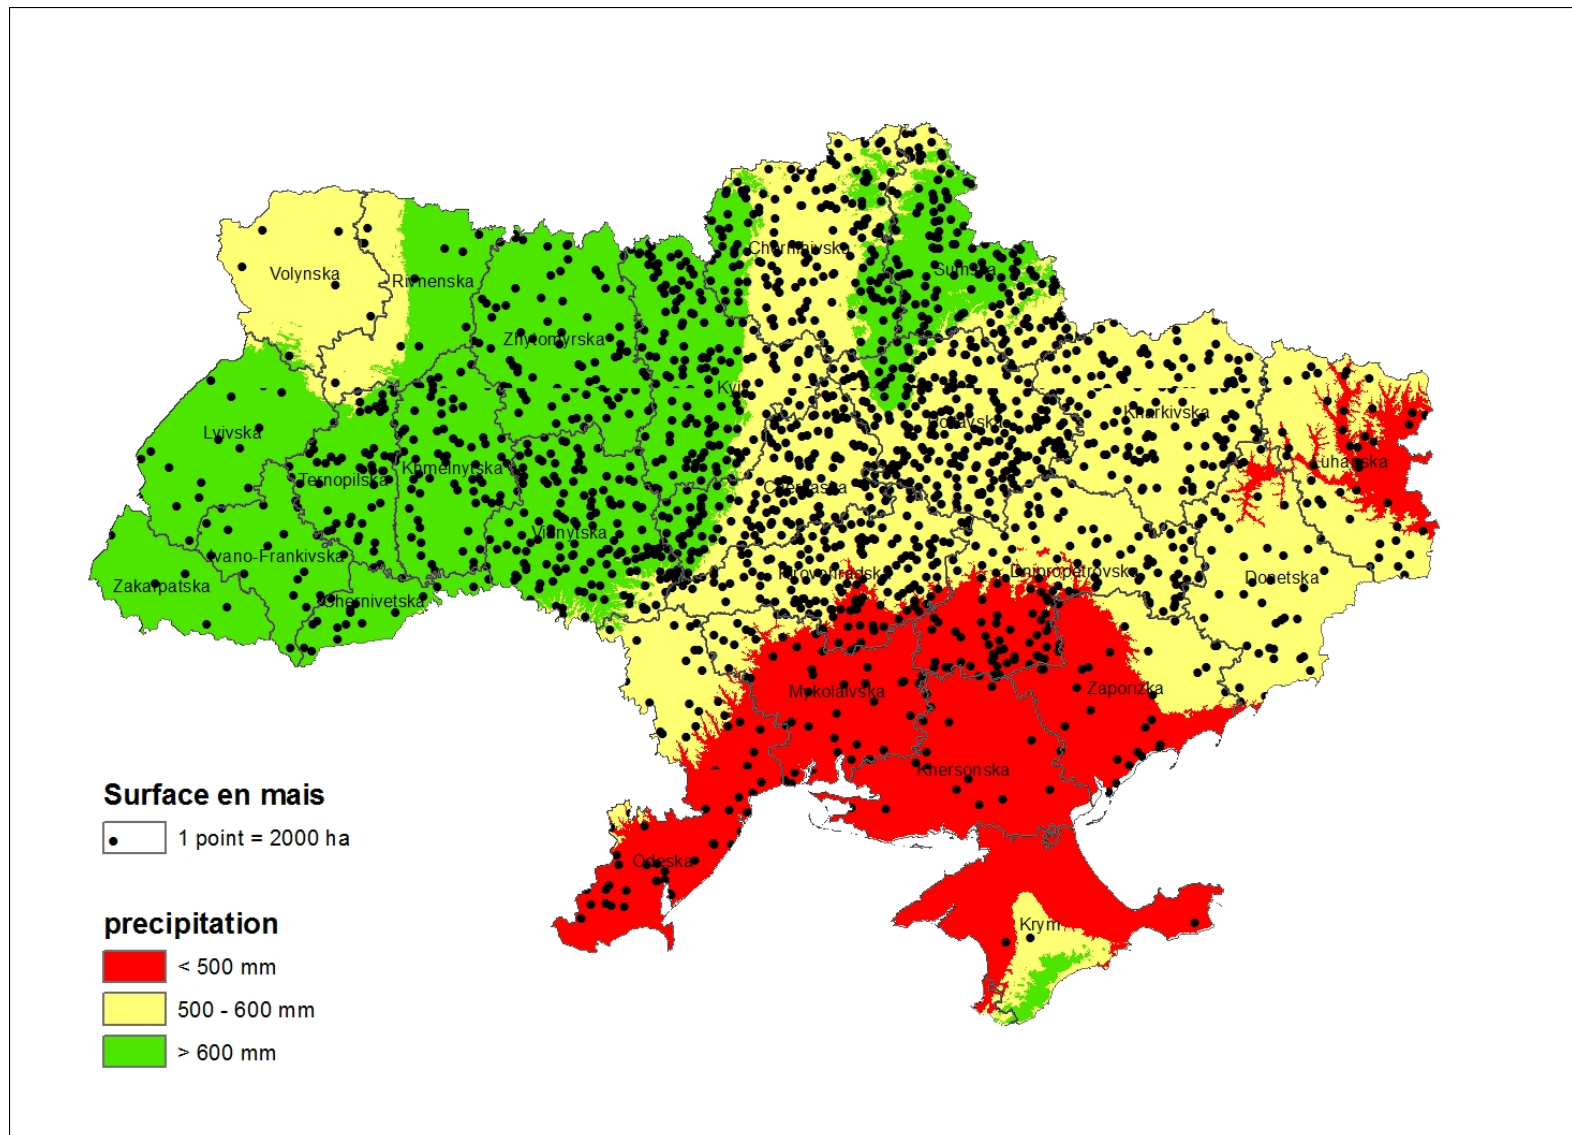 Chernihivska
Sumska
Volynska
Rivnenska
Zhytomyrska
Kyiv
Lvivska
Poltavska
Kharkivska
Khmelnytska
Ternopilska
Cherkaska
Luhanska
Vinnytska
Ivano-Frankivska
Zakarpatska
Chernivetska
Kirovohradska
Dnipropetrovska
Donetska
Mykolaivska
Zaporizka
Khersonska
Odeska
Krym
Surface en mais
1 point = 2000 ha
precipitation
< 500 mm
500 - 600 mm
> 600 mm